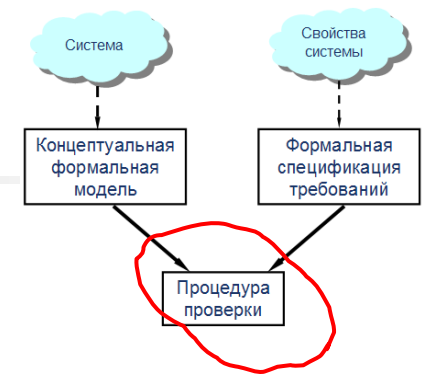 Система
Свойства
системы
Концептуальная
формальная
модель
Формальная
спецификация
требований
Процедура
проверки